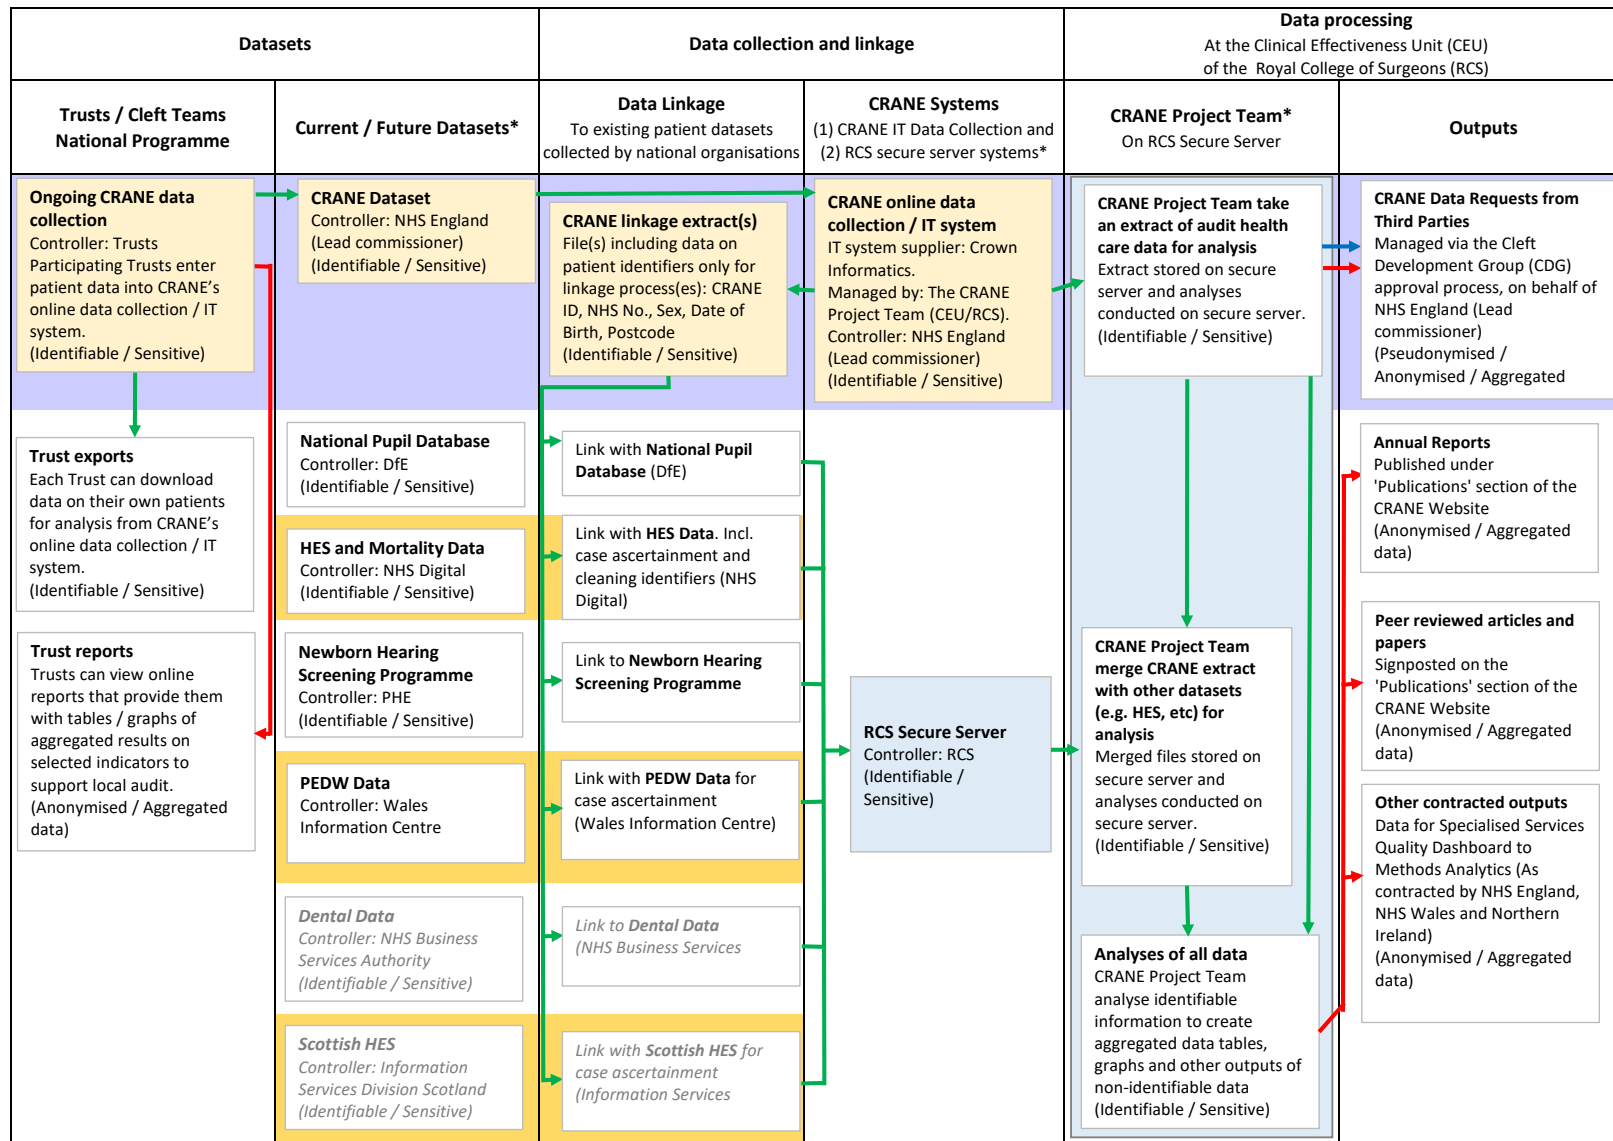 Datasets
Data collection and linkage
Data processing
At the Clinical Effectiveness Unit (CEU)
of the Royal College of Surgeons (RCS)
Trusts / Cleft Teams
National Programme
Current / Future Datasets*
Data Linkage
To existing patient datasets
collected by national organisations
CRANE Systems
(1) CRANE IT Data Collection and
(2) RCS secure server systems*
CRANE Project Team*
On RCS Secure Server
Outputs
Ongoing CRANE data
collection
Controller: Trusts
Participating Trusts enter
patient data into CRANE's
online data collection / IT
system.
(Identifiable / Sensitive)
Trust exports
Each Trust can download
data on their own patients
for analysis from CRANE's
online data collection / IT
system.
(Identifiable / Sensitive)
Trust reports
Trusts can view online
reports that provide them
with tables / graphs of
aggregated results on
selected indicators to
support local audit.
(Anonymised / Aggregated
data)
CRANE Dataset
Controller: NHS England
(Lead commissioner)
(Identifiable / Sensitive)
National Pupil Database
Controller: DfE
(Identifiable / Sensitive)
HES and Mortality Data
Controller: NHS Digital
(Identifiable / Sensitive)
Newborn Hearing
Screening Programme
Controller: PHE
(Identifiable / Sensitive)
PEDW Data
Controller: Wales
Information Centre
Dental Data
Controller: NHS Business
Services Authority
(Identifiable / Sensitive)
Scottish HES
Controller: Information
Services Division Scotland
(Identifiable / Sensitive)
CRANE linkage extract(s)
File(s) including data on
patient identifiers only for
linkage process(es): CRANE
ID, NHS No., Sex, Date of
Birth, Postcode
(Identifiable / Sensitive)
Link with National Pupil
Database (DfE)
Link with HES Data. Incl.
case ascertainment and
cleaning identifiers (NHS
Digital)
Link to Newborn Hearing
Screening Programme
Link with PEDW Data for
case ascertainment
(Wales Information Centre)
Link to Dental Data
(NHS Business Services
Link with Scottish HES for
case ascertainment
(Information Services
CRANE online data
collection / IT system
IT system supplier: Crown
Informatics.
Managed by: The CRANE
Project Team (CEU/RCS).
Controller: NHS England
(Lead commissioner)
(Identifiable / Sensitive)
RCS Secure Server
Controller: RCS
(Identifiable /
Sensitive)
CRANE Project Team take
an extract of audit health
care data for analysis
Extract stored on secure
server and analyses
conducted on secure server.
(Identifiable / Sensitive)
CRANE Project Team
merge CRANE extract
with other datasets
(e.g. HES, etc) for
analysis
Merged files stored on
secure server and
analyses conducted on
secure server.
(Identifiable / Sensitive)
Analyses of all data
CRANE Project Team
analyse identifiable
information to create
aggregated data tables,
graphs and other outputs of
non-identifiable data
(Identifiable / Sensitive)
CRANE Data Requests from
Third Parties
Managed via the Cleft
Development Group (CDG)
approval process, on behalf of
NHS England (Lead
commissioner)
(Pseudonymised /
Anonymised / Aggregated
Annual Reports
Published under
'Publications' section of the
CRANE Website
(Anonymised / Aggregated
data)
Peer reviewed articles and
papers
Signposted on the
'Publications' section of the
CRANE Website
(Anonymised / Aggregated
data)
Other contracted outputs
Data for Specialised Services
Quality Dashboard to
Methods Analytics (As
contracted by NHS England,
NHS Wales and Northern
Ireland)
(Anonymised / Aggregated
data)